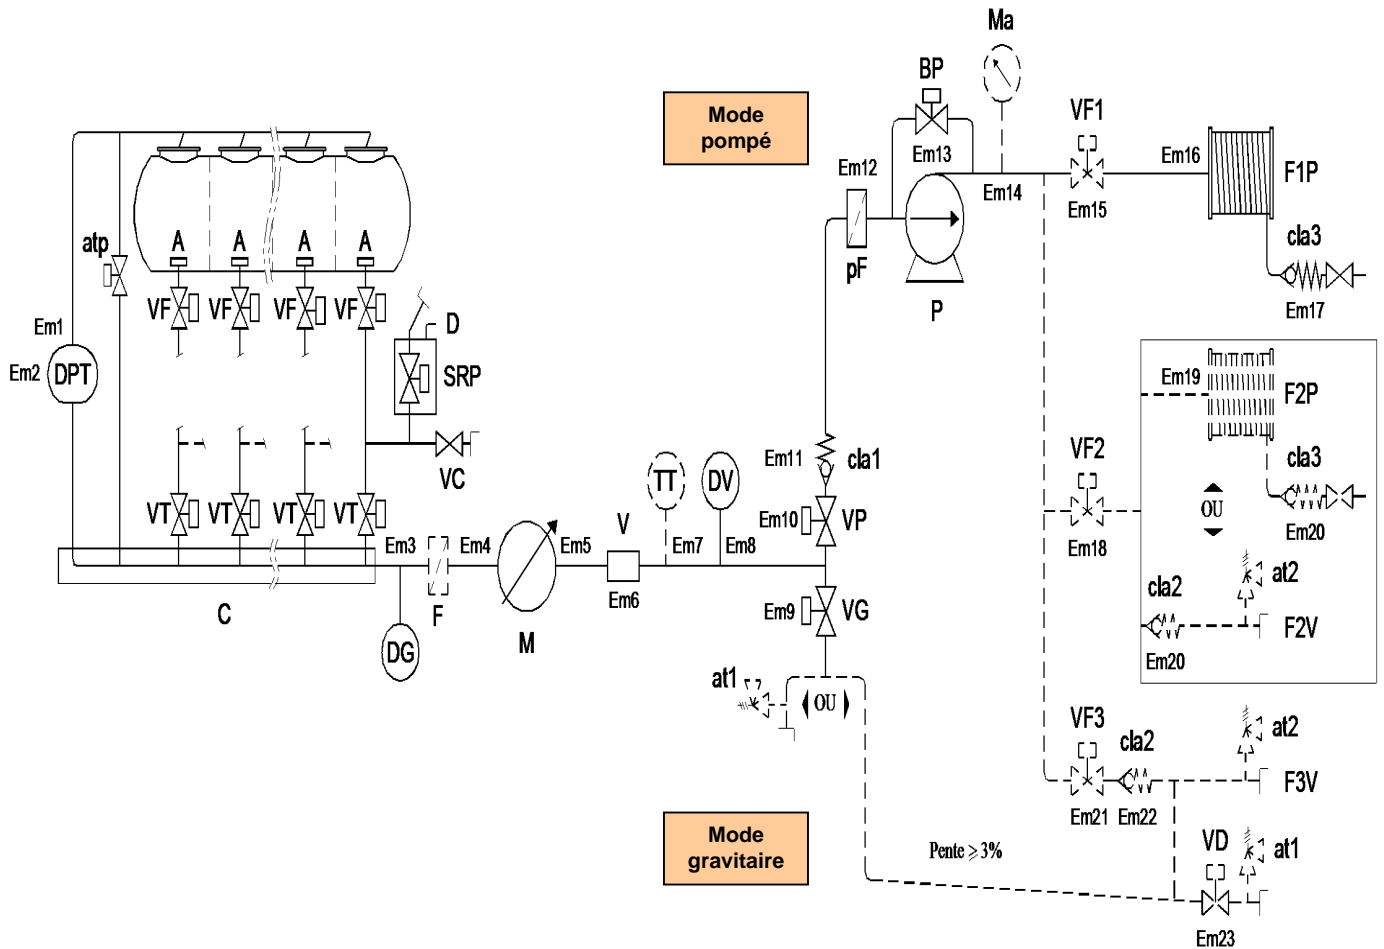 Ma
BP
Mode
pompé
VF1
Em13
Em12
Em16
F1P
Em14
Em15
atp
A
A
A
A
cla3
pF
VF
VF
VF
VF
Em17
P
D
Em1
Em2
DPT
SRP
Em19
F2P
VF2
cla3
Em11
cla1
VC
TT
DV
OU
VT
VT
VT
VT
V
Em10
VP
Em20
Em18
Em3
Em4
Em5
Em7
Em8
at2
cla2
C
F
Em6
Em9
VG
F2V
M
DG
Em20
at1
OU
VF3
cla2
at2
F3V
Em21
Em22
Mode
gravitaire
Pente ⩾ 3%
VD
at1
Em23